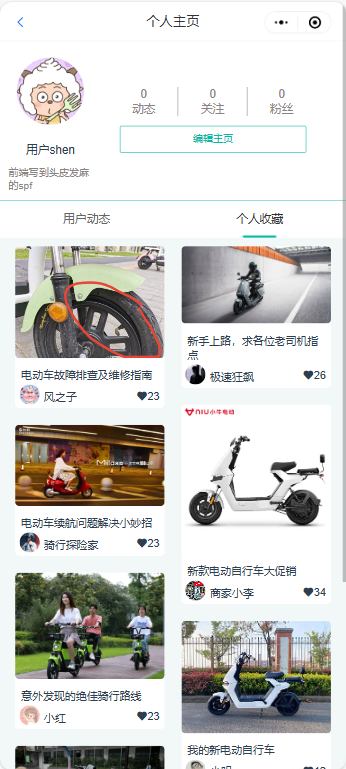 个人主页
0
0
0
动态
关注
粉丝
编辑主页
用户shen
前端写到头皮发麻
的spf
用户动态
个人收藏
电动车故障排查及维修指南
风之子
23
新手上路，求各位老司机指
点
极速狂飙
26
电动车续航问题解决小妙招
骑行探险家
23
NIU小牛电动
新款电动自行车大促销
商家小李
34
意外发现的绝佳骑行路线
小红
23
我的新电动自行车